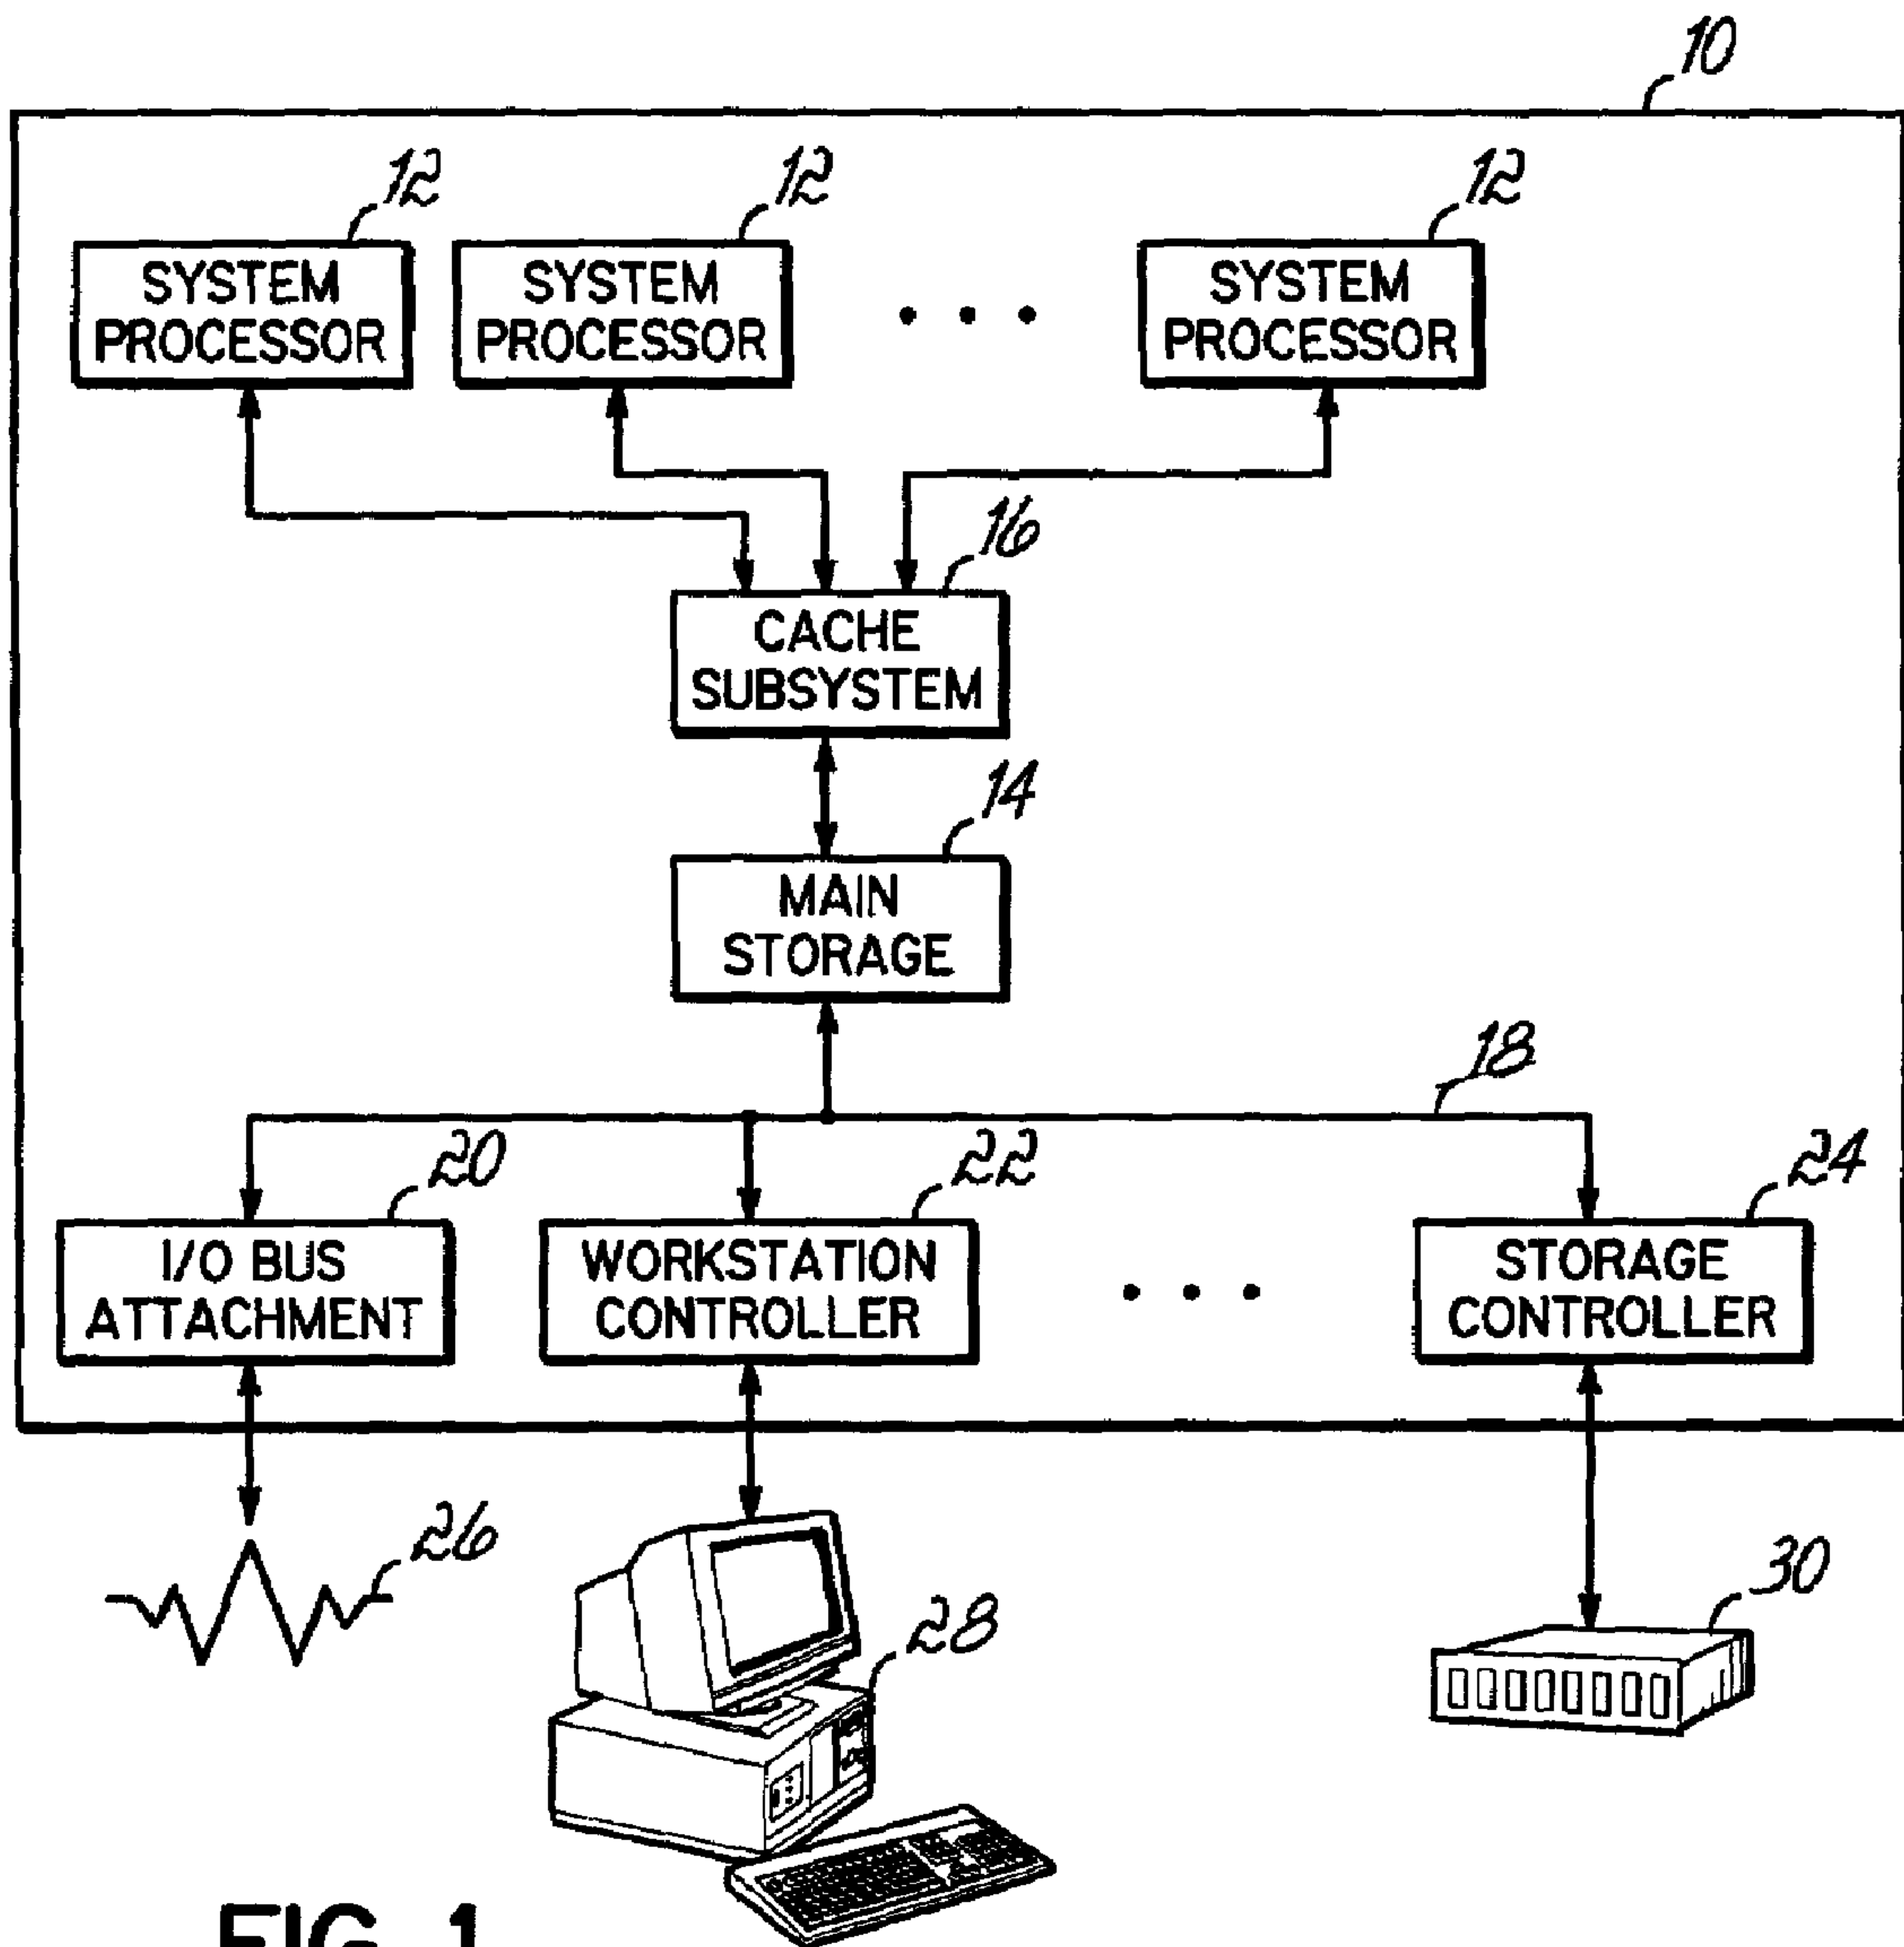 10
12
12
12
SYSTEM
PROCESSOR
SYSTEM
PROCESSOR
• • •
SYSTEM
PROCESSOR
16
CACHE
SUBSYSTEM
14
MAIN
STORAGE
18
20
22
24
I/O BUS
ATTACHMENT
WORKSTATION
CONTROLLER
• • •
STORAGE
CONTROLLER
26
28
30
FIG. 1